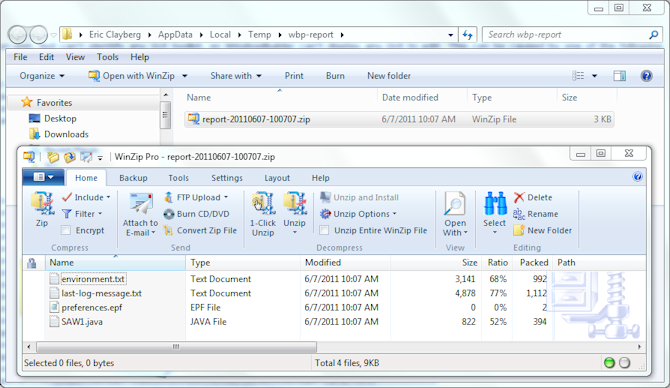 Eric Clayberg ▸ AppData ▸ Local ▸ Temp ▸ wbp-report ▸
Search wbp-report
File Edit View Tools Help
Organize Open with WinZip Share with Print Burn New folder
Name Date modified Type Size
Favorites
Desktop
Downloads
report-20110607-100707.zip 6/7/2011 10:07 AM WinZip File 3 KB
WinZip Pro - report-20110607-100707.zip
Home Backup Tools Settings Layout Help
Zip
Include
Filter
Encrypt
Compress
Attach to E-mail
FTP Upload
Burn CD/DVD
Convert Zip File
Send
1-Click Unzip
Unzip
Unzip and Install
Unzip Options
Unzip Entire WinZip File
Decompress
Open With
View
Select
Delete
Rename
New Folder
Editing
Name Type Modified Size Ratio Packed Path
environment.txt Text Document 6/7/2011 10:07 AM 3,141 68% 992
last-log-message.txt Text Document 6/7/2011 10:07 AM 4,878 77% 1,112
preferences.epf EPF File 6/7/2011 10:07 AM 0 0% 2
SAW1.java JAVA File 6/7/2011 10:07 AM 822 52% 394
Selected 0 files, 0 bytes Total 4 files, 9KB